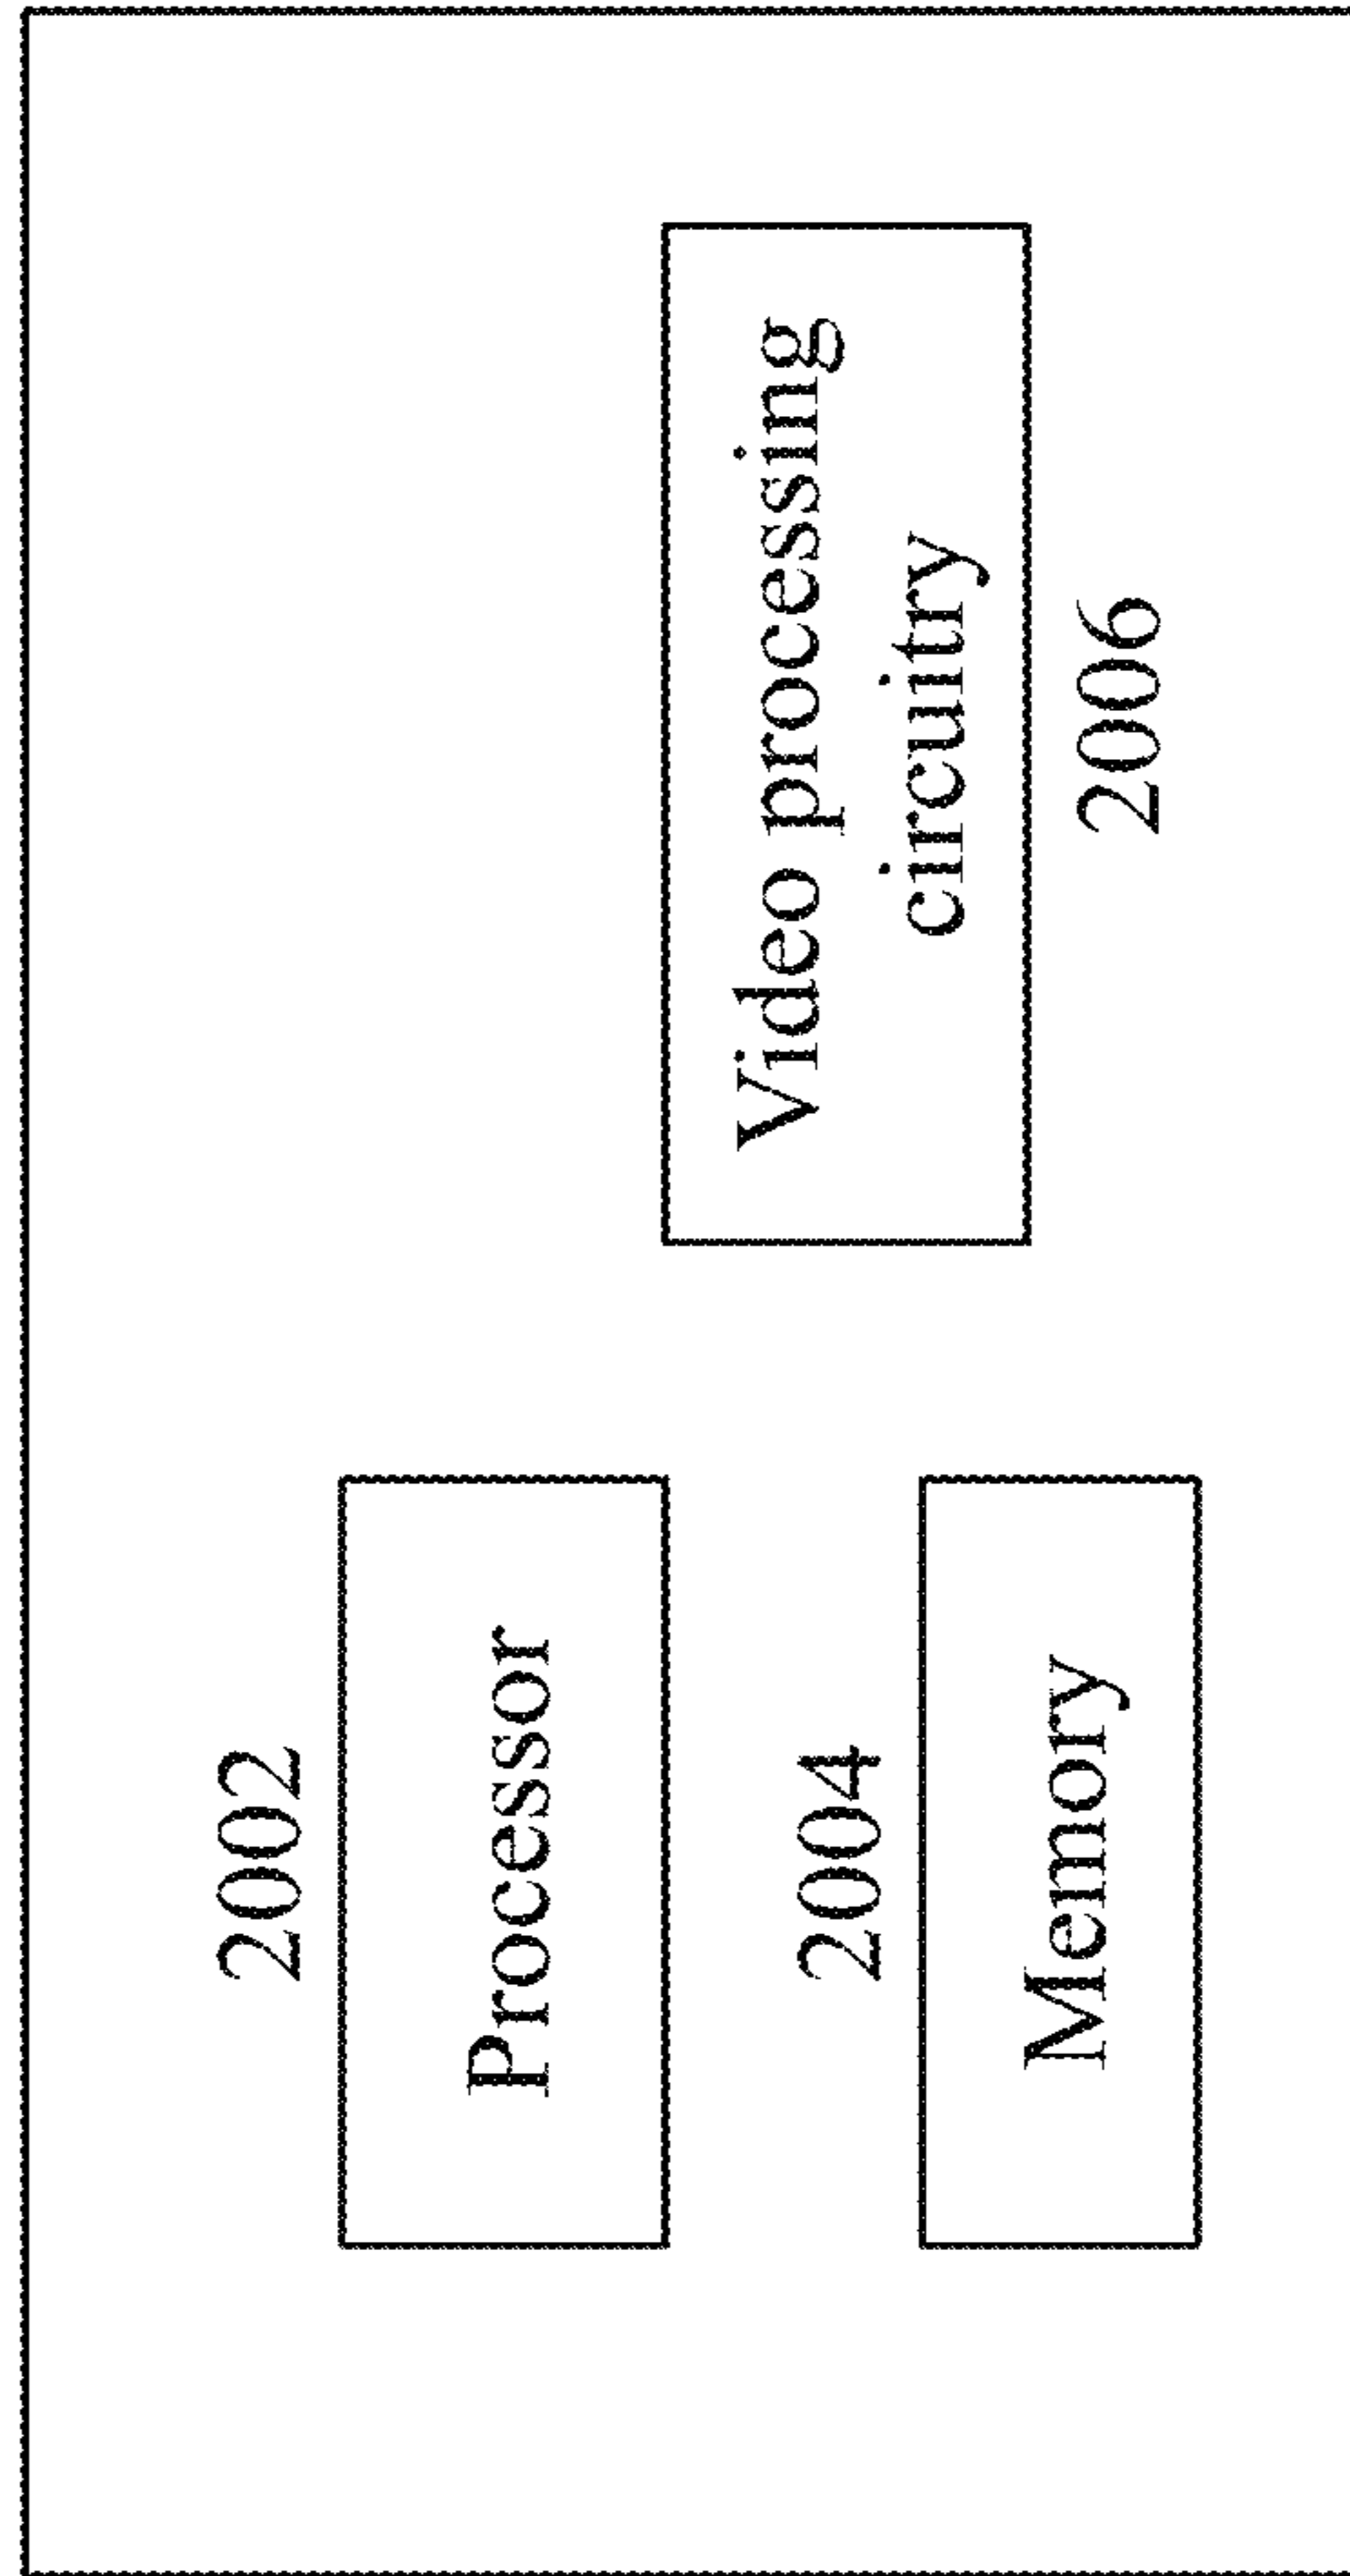 2002
Processor
2004
Memory
Video processing
circuitry
2006